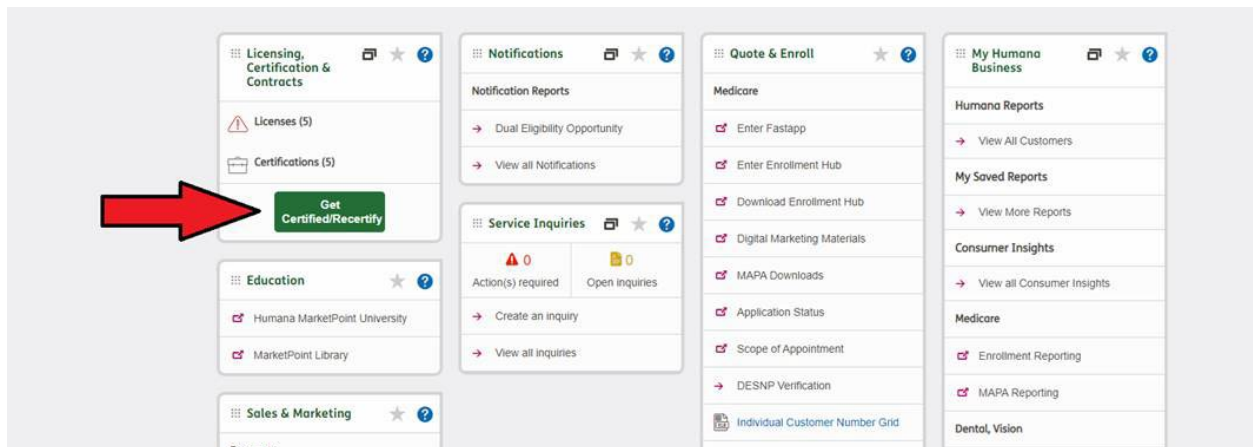 Licensing,
Certification &
Contracts
Licenses (5)
Certifications (5)
Get
Certified/Recertify
Education
Humana MarketPoint University
MarketPoint Library
Sales & Marketing
Notifications
Notification Reports
Dual Eligibility Opportunity
View all Notifications
Service Inquiries
0
Action(s) required
0
Open inquiries
Create an inquiry
View all inquiries
Quote & Enroll
Medicare
Enter Fastapp
Enter Enrollment Hub
Download Enrollment Hub
Digital Marketing Materials
MAPA Downloads
Application Status
Scope of Appointment
DESNP Verification
Individual Customer Number Grid
My Humana
Business
Humana Reports
View All Customers
My Saved Reports
View More Reports
Consumer Insights
View all Consumer Insights
Medicare
Enrollment Reporting
MAPA Reporting
Dental, Vision